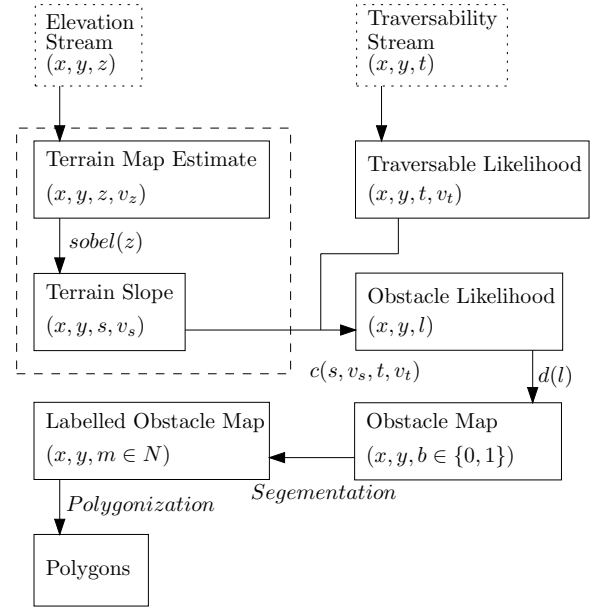 Elevation
Stream
(x, y, z)
Traversability
Stream
(x, y, t)
Terrain Map Estimate
(x, y, z, v_z)
Traversable Likelihood
(x, y, t, v_t)
sobel(z)
Terrain Slope
(x, y, s, v_s)
Obstacle Likelihood
(x, y, l)
c(s, v_s, t, v_t)
d(l)
Labelled Obstacle Map
(x, y, m ∈ N)
Obstacle Map
(x, y, b ∈ {0, 1})
Segementation
Polygonization
Polygons